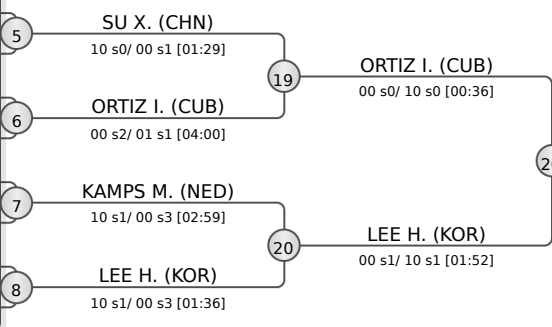 5
SU X. (CHN)
10 s0/ 00 s1 [01:29]
19
ORTIZ I. (CUB)
00 s0/ 10 s0 [00:36]
6
ORTIZ I. (CUB)
00 s2/ 01 s1 [04:00]
7
KAMPS M. (NED)
10 s1/ 00 s3 [02:59]
20
LEE H. (KOR)
00 s1/ 10 s1 [01:52]
8
LEE H. (KOR)
10 s1/ 00 s3 [01:36]